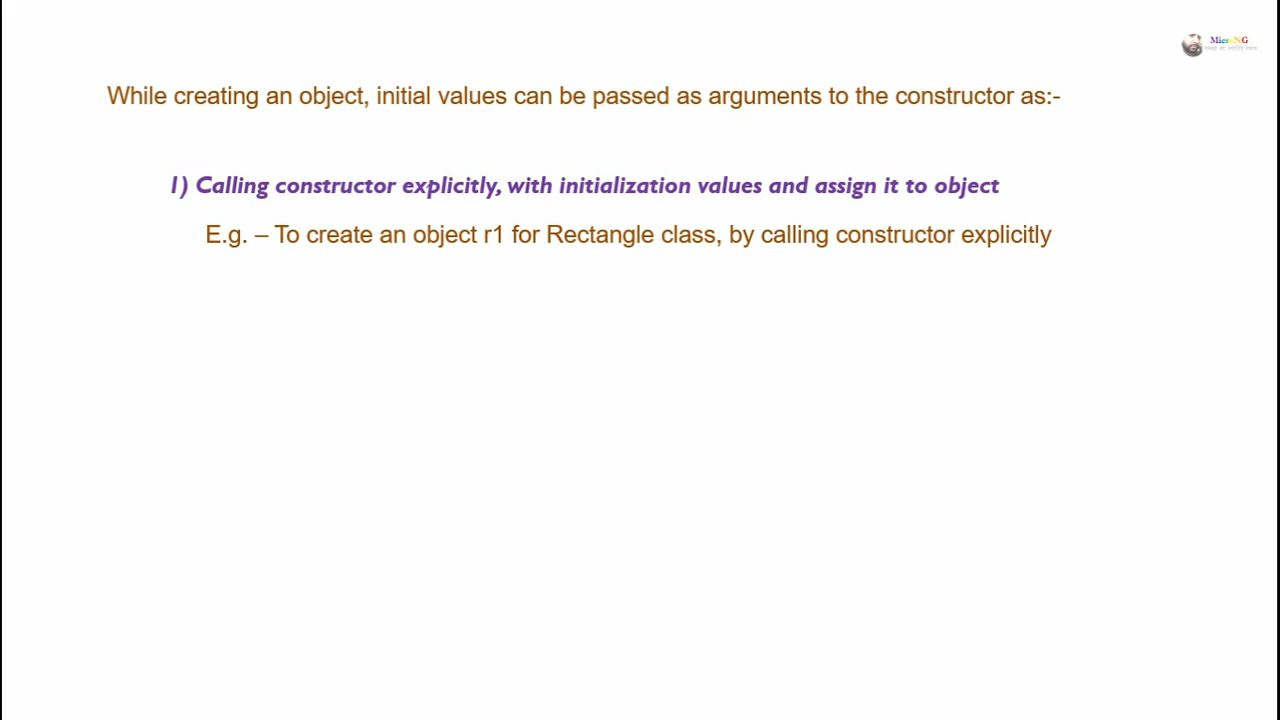 MicroNG
While creating an object, initial values can be passed as arguments to the constructor as:-
1) Calling constructor explicitly, with initialization values and assign it to object
E.g. – To create an object r1 for Rectangle class, by calling constructor explicitly